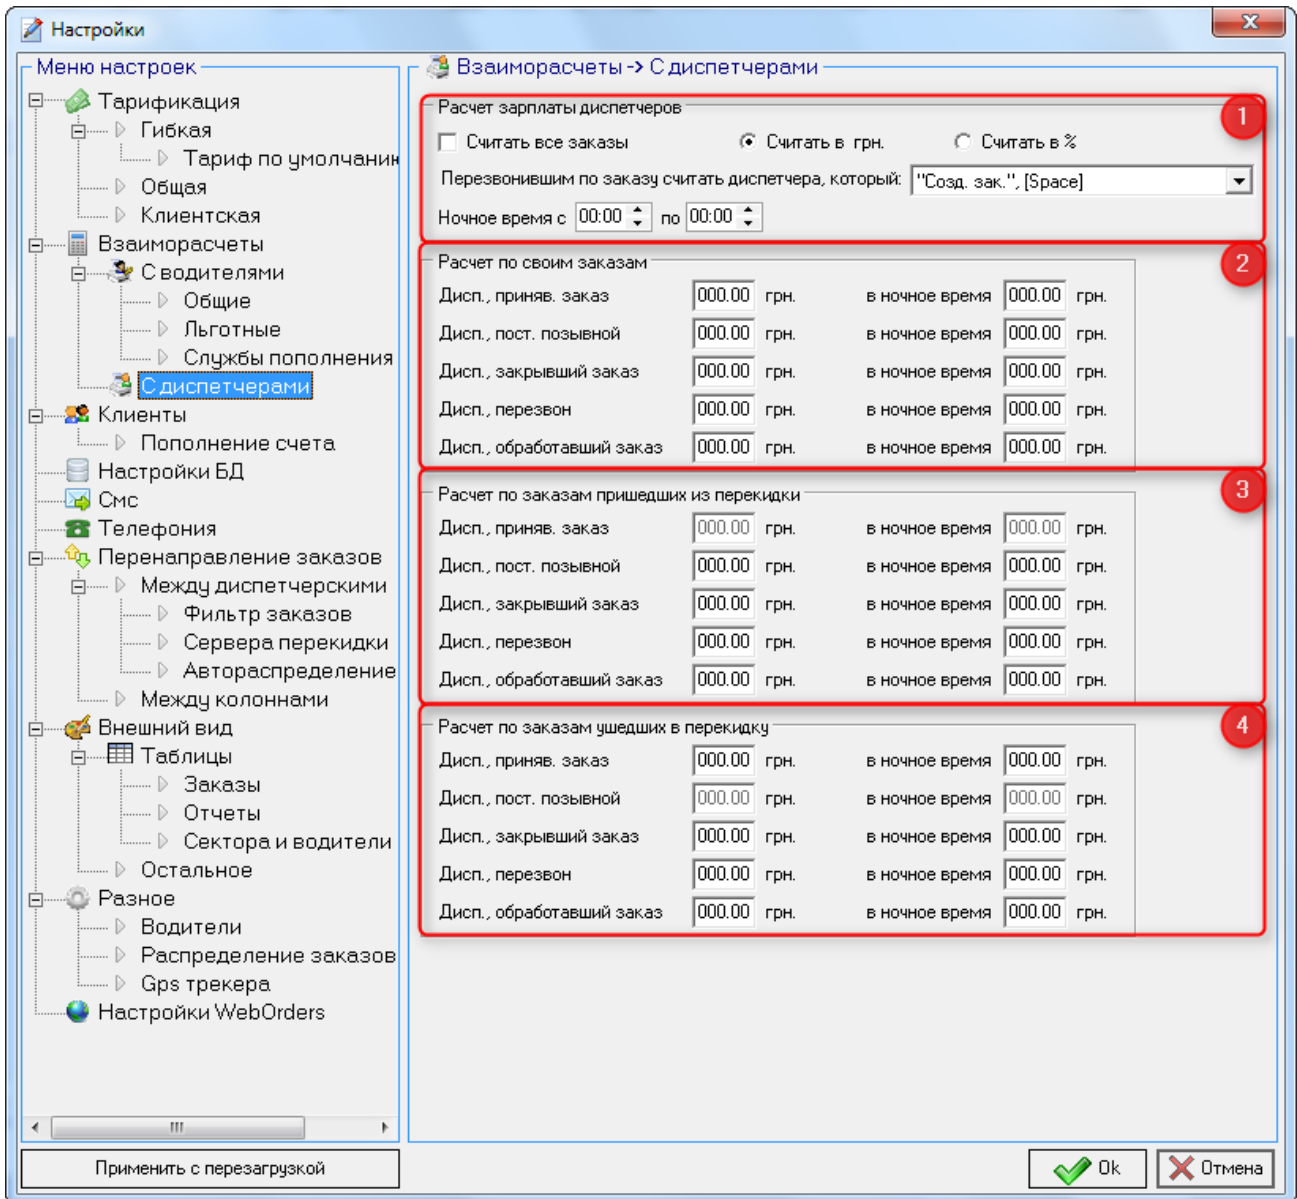 Настройки
Меню настроек
Тарификация
Гибкая
Тариф по умолчани
Общая
Клиентская
Взаиморасчеты
С водителями
Общие
Льготные
Службы пополнения
С диспетчерами
Клиенты
Пополнение счета
Настройки БД
Смс
Телефония
Перенаправление заказов
Между диспетчерскими
Фильтр заказов
Сервера перекидки
Автораспределение
Между колоннами
Внешний вид
Таблицы
Заказы
Отчеты
Сектора и водители
Остальное
Разное
Водители
Распределение заказов
Gps трекера
Настройки WebOrders
Применить с перезагрузкой
Взаиморасчеты -> С диспетчерами
Расчет зарплаты диспетчеров 1
Считать все заказы Считать в грн. Считать в %
Перезвонившим по заказу считать диспетчера, который: "Созд. зак.", [Space]
Ночное время с 00:00 по 00:00
Расчет по своим заказам 2
Дисп., приняв. заказ 000.00 грн. в ночное время 000.00 грн.
Дисп., пост. позывной 000.00 грн. в ночное время 000.00 грн.
Дисп., закрывший заказ 000.00 грн. в ночное время 000.00 грн.
Дисп., перезвон 000.00 грн. в ночное время 000.00 грн.
Дисп., обработавший заказ 000.00 грн. в ночное время 000.00 грн.
Расчет по заказам пришедших из перекидки 3
Дисп., приняв. заказ 000.00 грн. в ночное время 000.00 грн.
Дисп., пост. позывной 000.00 грн. в ночное время 000.00 грн.
Дисп., закрывший заказ 000.00 грн. в ночное время 000.00 грн.
Дисп., перезвон 000.00 грн. в ночное время 000.00 грн.
Дисп., обработавший заказ 000.00 грн. в ночное время 000.00 грн.
Расчет по заказам ушедших в перекидку 4
Дисп., приняв. заказ 000.00 грн. в ночное время 000.00 грн.
Дисп., пост. позывной 000.00 грн. в ночное время 000.00 грн.
Дисп., закрывший заказ 000.00 грн. в ночное время 000.00 грн.
Дисп., перезвон 000.00 грн. в ночное время 000.00 грн.
Дисп., обработавший заказ 000.00 грн. в ночное время 000.00 грн.
Ok Отмена